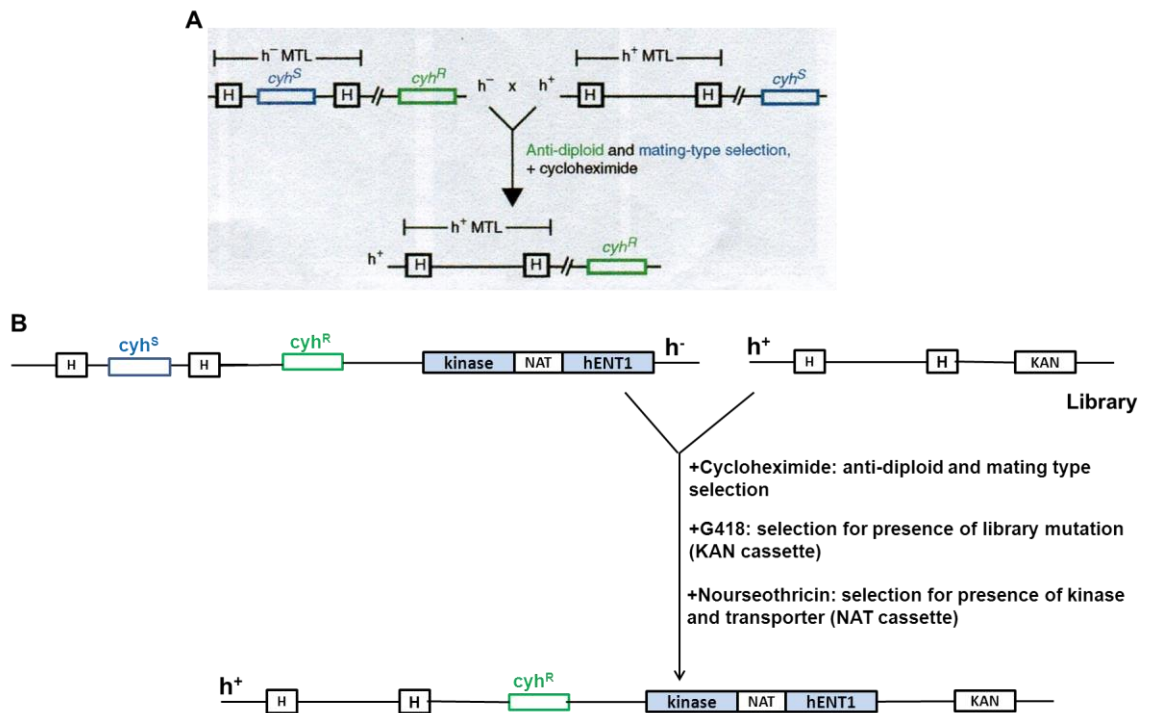 A
h⁻ MTL
h⁺ MTL
cyhˢ
cyhᴿ
cyhˢ
H
H
h⁻ x h⁺
H
H
Anti-diploid and mating-type selection,
+ cycloheximide
h⁺ MTL
cyhᴿ
h⁺
H
H
B
cyhˢ
cyhᴿ
h⁻
h⁺
H
H
kinase
NAT
hENT1
H
H
KAN
Library
+Cycloheximide: anti-diploid and mating type
selection
+G418: selection for presence of library mutation
(KAN cassette)
+Nourseothricin: selection for presence of kinase
and transporter (NAT cassette)
h⁺
cyhᴿ
H
H
kinase
NAT
hENT1
KAN